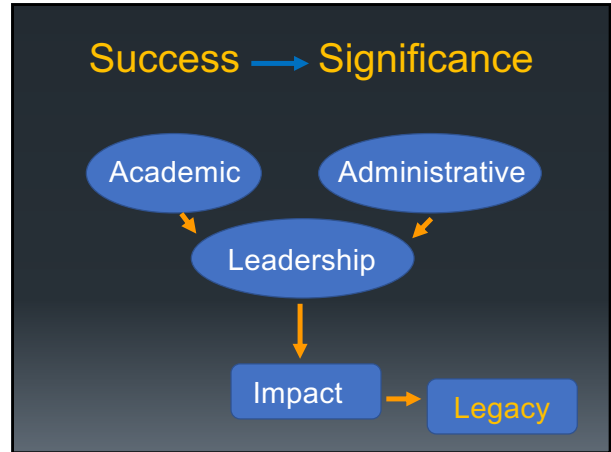 Success Significance
Academic Administrative
Leadership
Impact
Legacy